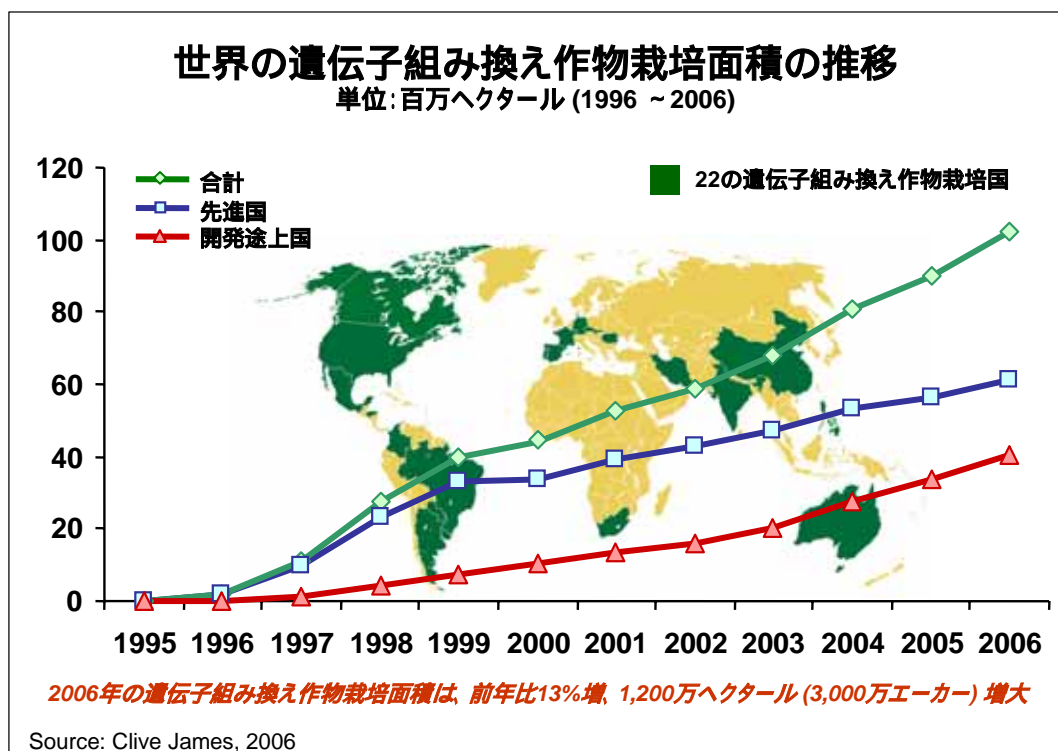 世界の遺伝子組み換え作物栽培面積の推移
単位:百万ヘクタール (1996 ~2006)
120
100
80
60
40
20
0
合計
先進国
開発途上国
22の遺伝子組み換え作物栽培国
1995 1996 1997 1998 1999 2000 2001 2002 2003 2004 2005 2006
2006年の遺伝子組み換え作物栽培面積は、前年比13%増、1,200万ヘクタール (3,000万エーカー) 増大
Source: Clive James, 2006